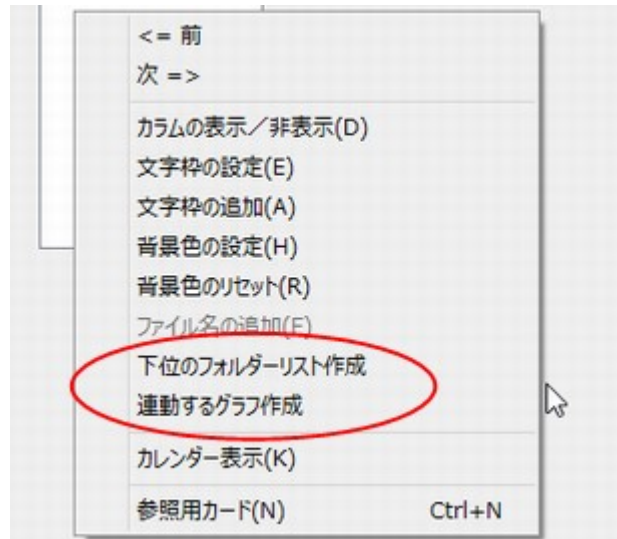 <= 前
次 =>
カラムの表示／非表示(D)
文字枠の設定(E)
文字枠の追加(A)
背景色の設定(H)
背景色のリセット(R)
ファイル名の追加(F)
下位のフォルダーリスト作成
連動するグラフ作成
カレンダー表示(K)
参照用カード(N) Ctrl+N